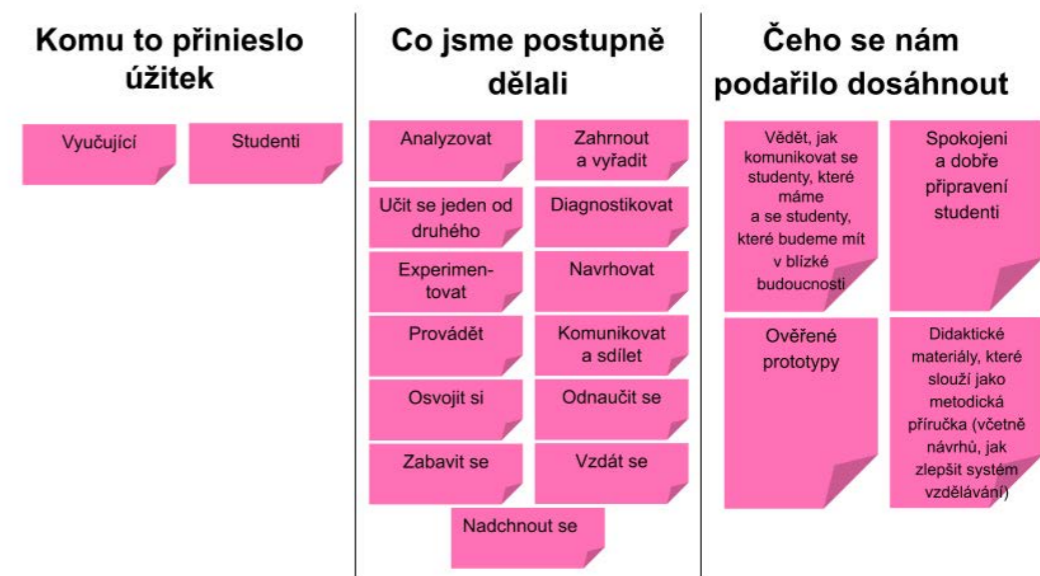 Komu to přinieslo
úžitek
Vyučující
Studenti
Co jsme postupně
dělali
Analyzovat
Zahrnout
a vyřadit
Učit se jeden od
druhého
Diagnostikovat
Experimen-
tovat
Navrhovat
Provádět
Komunikovat
a sdílet
Osvojit si
Odnaučit se
Zabavit se
Vzdát se
Nadchnout se
Čeho se nám
podařilo dosáhnout
Vědět, jak
komunikovat se
studenty, které
máme
a se studenty,
které budeme mít
v blízké
budoucnosti
Spokojeni
a dobře
připravení
studenti
Ověřené
prototypy
Didaktické
materiály, které
slouží jako
metodická
příručka (včetně
návrhů, jak
zlepšit systém
vzdělávání)